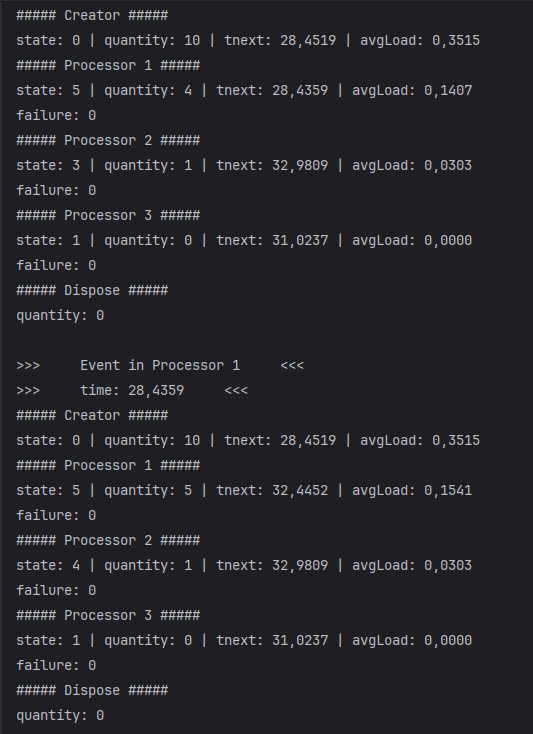 ##### Creator #####
state: 0 | quantity: 10 | tnext: 28,4519 | avgLoad: 0,3515
##### Processor 1 #####
state: 5 | quantity: 4 | tnext: 28,4359 | avgLoad: 0,1407
failure: 0
##### Processor 2 #####
state: 3 | quantity: 1 | tnext: 32,9809 | avgLoad: 0,0303
failure: 0
##### Processor 3 #####
state: 1 | quantity: 0 | tnext: 31,0237 | avgLoad: 0,0000
failure: 0
##### Dispose #####
quantity: 0

>>>     Event in Processor 1     <<<
>>>     time: 28,4359     <<<
##### Creator #####
state: 0 | quantity: 10 | tnext: 28,4519 | avgLoad: 0,3515
##### Processor 1 #####
state: 5 | quantity: 5 | tnext: 32,4452 | avgLoad: 0,1541
failure: 0
##### Processor 2 #####
state: 4 | quantity: 1 | tnext: 32,9809 | avgLoad: 0,0303
failure: 0
##### Processor 3 #####
state: 1 | quantity: 0 | tnext: 31,0237 | avgLoad: 0,0000
failure: 0
##### Dispose #####
quantity: 0